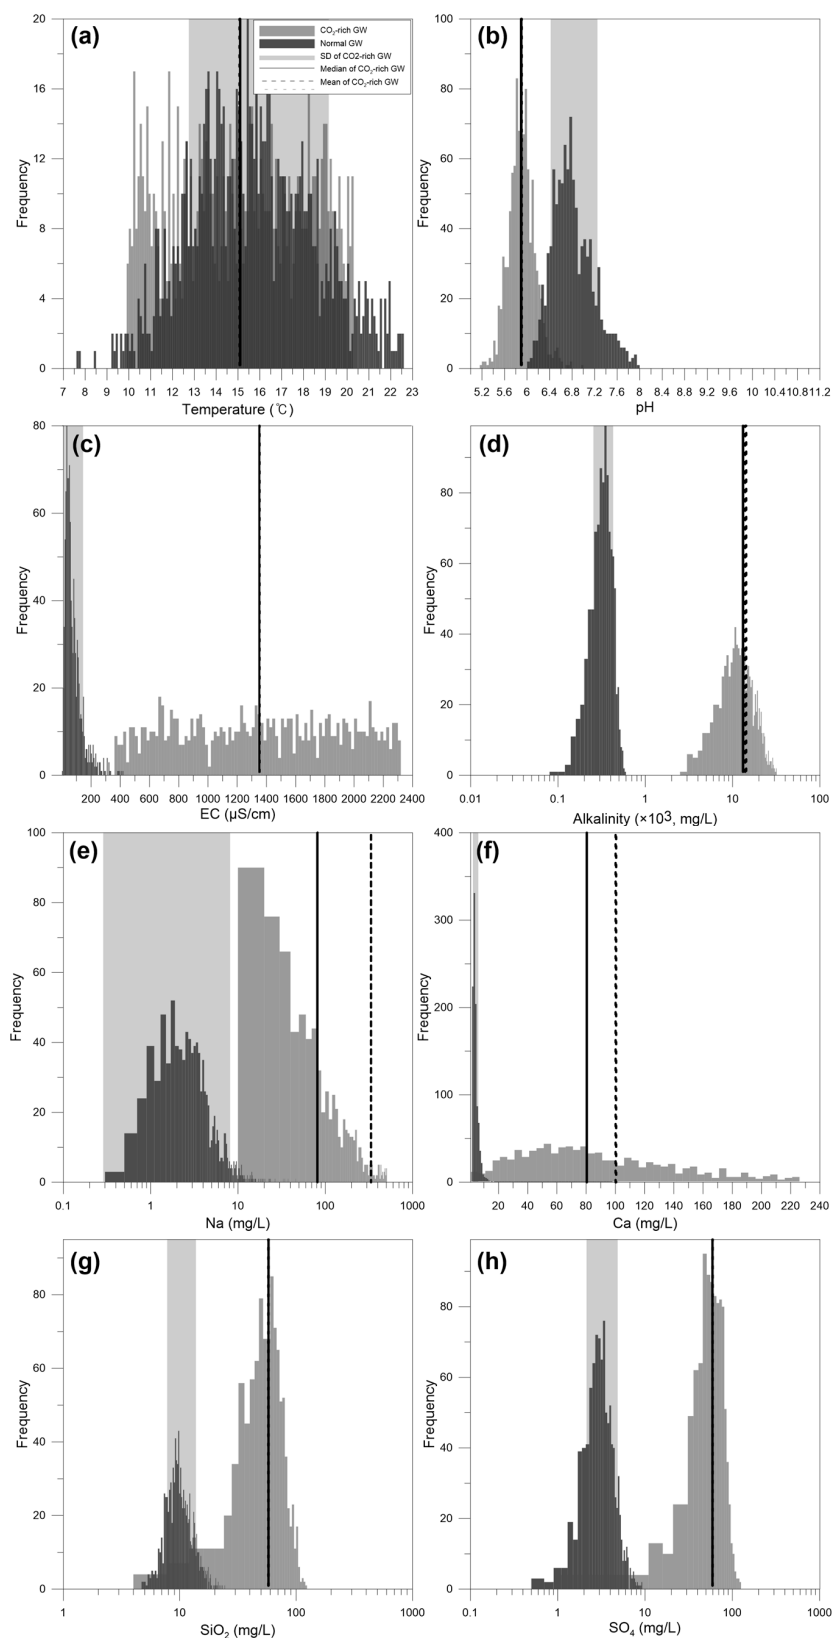 (a)
CO2-rich GW
Normal GW
SD of CO2-rich GW
Median of CO2-rich GW
Mean of CO2-rich GW
Frequency
20
16
12
8
4
0
7 8 9 10 11 12 13 14 15 16 17 18 19 20 21 22 23
Temperature (℃)
(b)
Frequency
100
80
60
40
20
0
5.2 5.6 6 6.4 6.8 7.2 7.6 8 8.4 8.8 9.2 9.6 10 10.4 10.8 11.2
pH
(c)
Frequency
80
60
40
20
0
200 400 600 800 1000 1200 1400 1600 1800 2000 2200 2400
EC (µS/cm)
(d)
Frequency
80
60
40
20
0
0.01 0.1 1 10 100
Alkalinity (×10³, mg/L)
(e)
Frequency
100
80
60
40
20
0
0.1 1 10 100 1000
Na (mg/L)
(f)
Frequency
400
300
200
100
0
20 40 60 80 100 120 140 160 180 200 220 240
Ca (mg/L)
(g)
Frequency
80
60
40
20
0
1 10 100 1000
SiO2 (mg/L)
(h)
Frequency
80
60
40
20
0
0.1 1 10 100 1000
SO4 (mg/L)